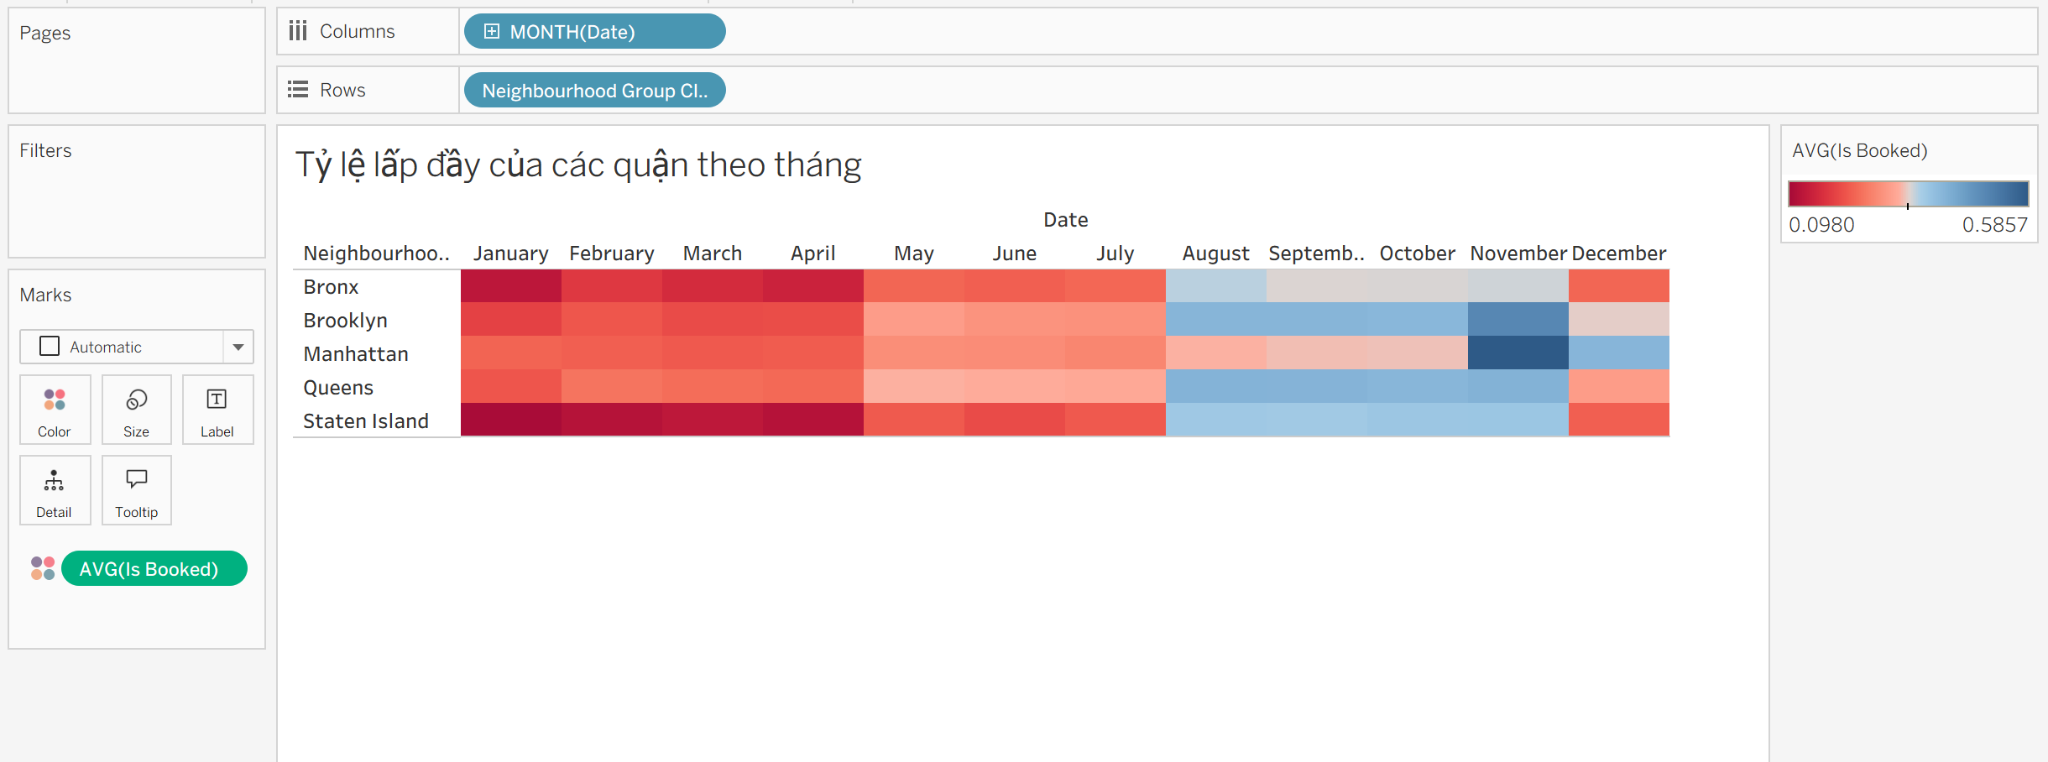 Pages
Columns
MONTH(Date)
Rows
Neighbourhood Group Cl..
Filters
Marks
Automatic
Color
Size
Label
Detail
Tooltip
AVG(Is Booked)
Tỷ lệ lấp đầy của các quận theo tháng
Date
Neighbourhoo.. January February March April May June July August Septemb.. October November December
Bronx
Brooklyn
Manhattan
Queens
Staten Island
AVG(Is Booked)
0.0980 0.5857